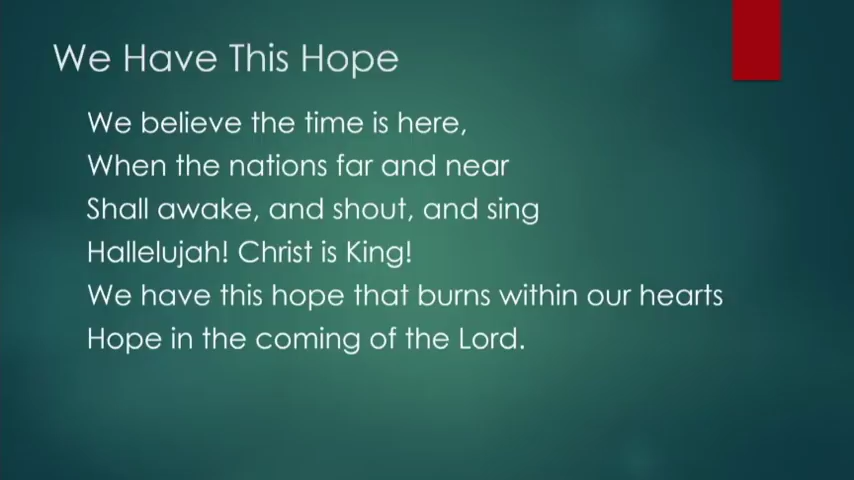 We Have This Hope
We believe the time is here,
When the nations far and near
Shall awake, and shout, and sing
Hallelujah! Christ is King!
We have this hope that burns within our hearts
Hope in the coming of the Lord.